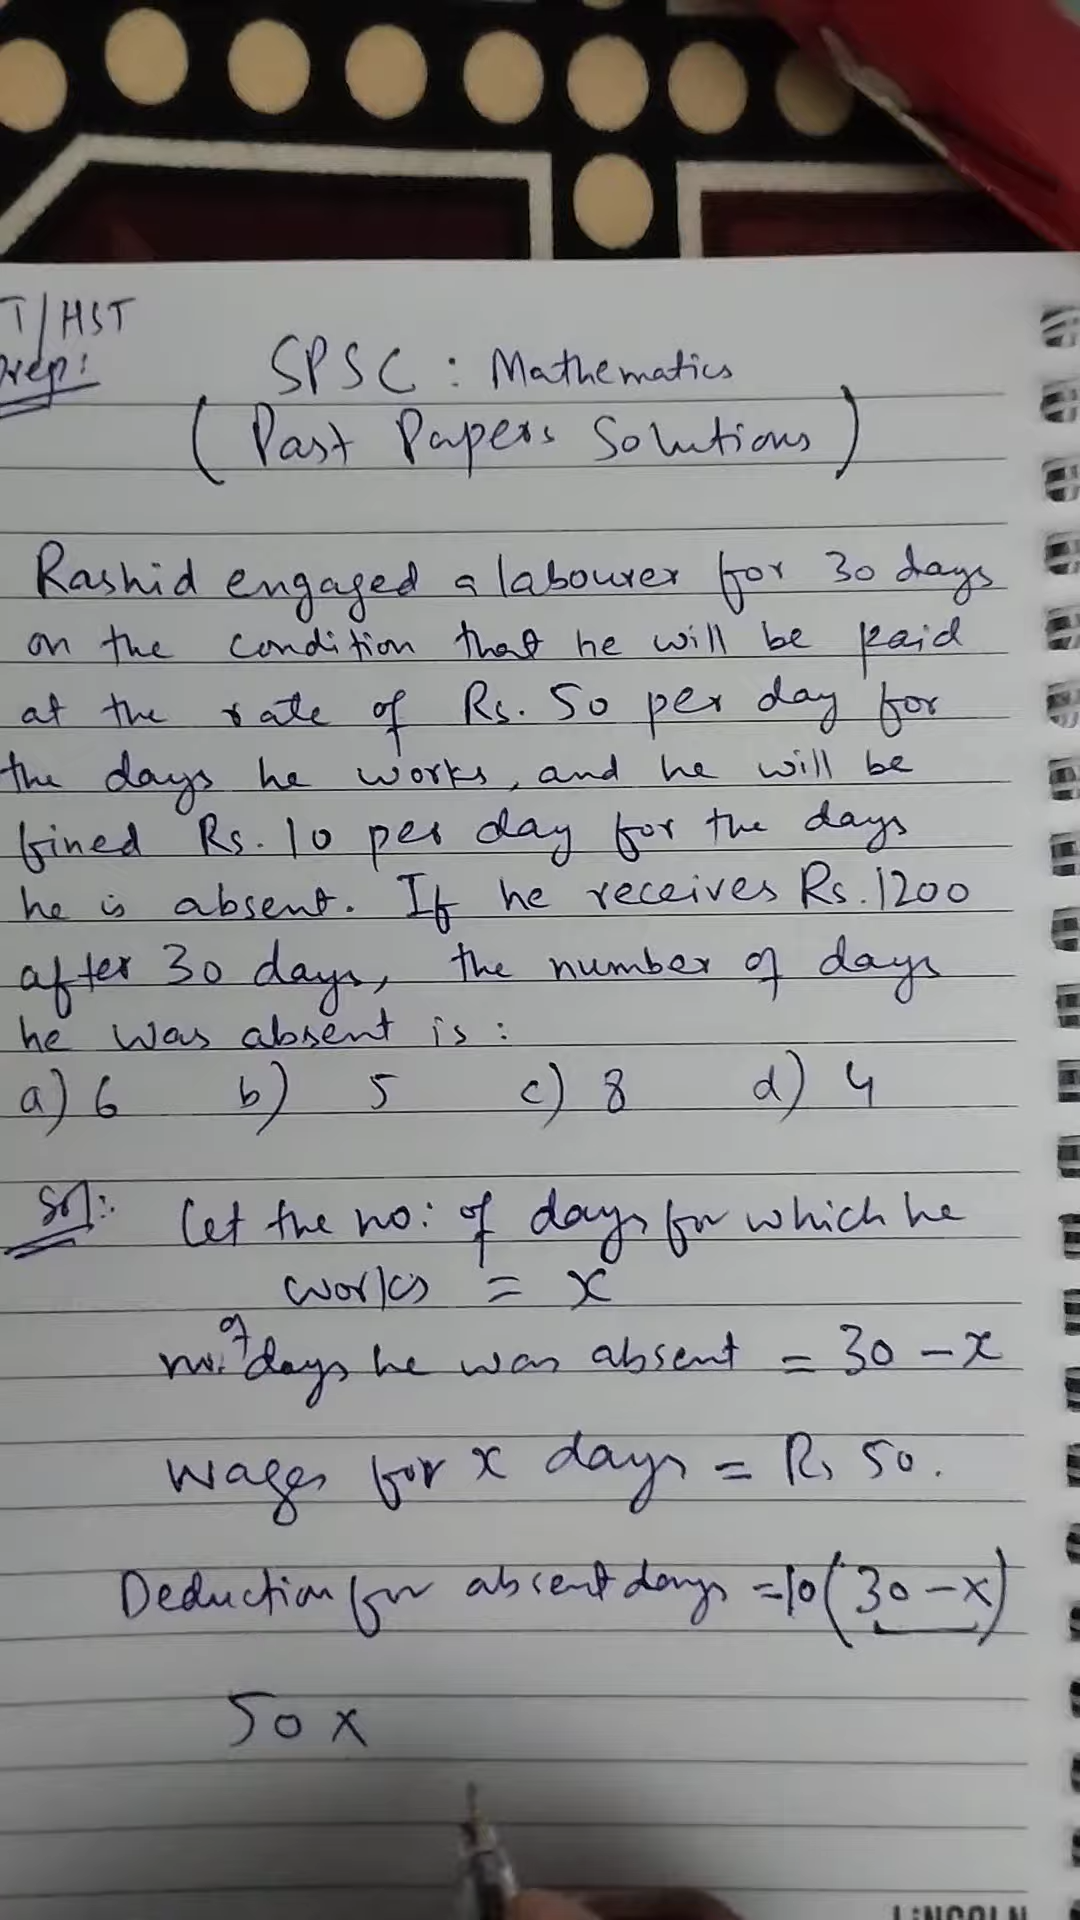 T/HST
Prep:
SPSC : Mathematics
(Past Papers Solutions)
Rashid engaged a labourer for 30 days
on the condition that he will be paid
at the rate of Rs. 50 per day for
the days he works, and he will be
fined Rs. 10 per day for the days
he is absent. If he receives Rs. 1200
after 30 days, the number of days
he was absent is :
a) 6 b) 5 c) 8 d) 4
Sol: Let the no: of days for which he
works = x
no. of days he was absent = 30 - x
Wages for x days = Rs 50.
Deduction for absent days = 10(30 - x)
50 x
LINCOLN